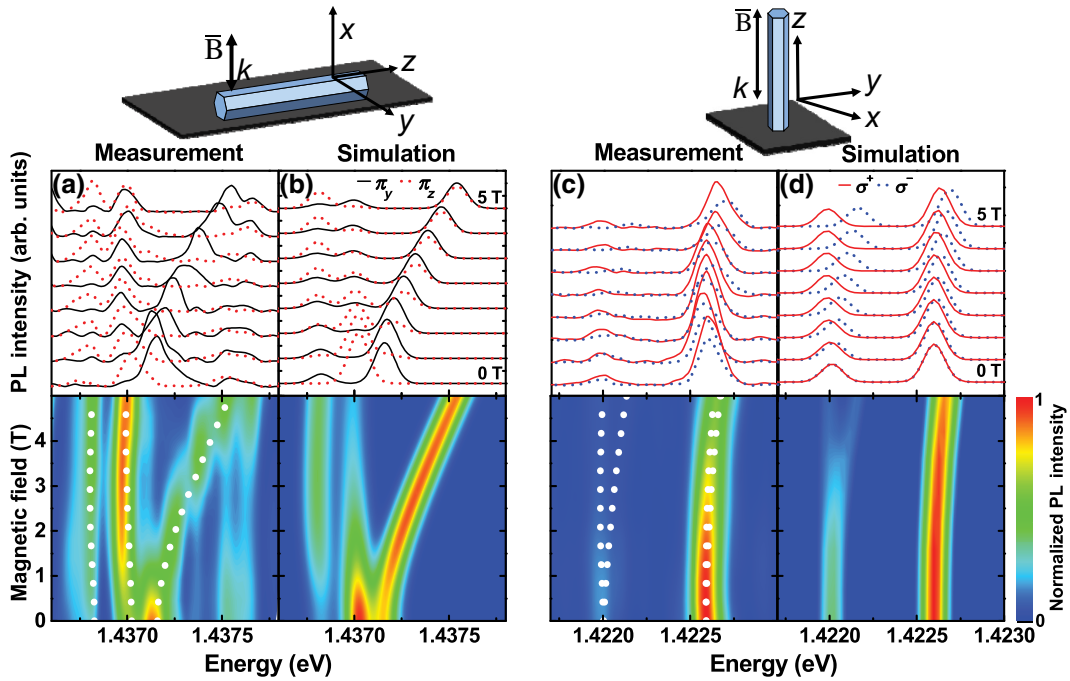 B̅ k x z y
B̅ k z y x
Measurement Simulation Measurement Simulation
(a) (b) — π_y ··· π_z (c) (d) — σ⁺ ··· σ⁻
5 T 5 T
PL intensity (arb. units)
0 T 0 T
Magnetic field (T)
4
3
2
1
0
1
Normalized PL intensity
0
1.4370 1.4375 1.4370 1.4375 1.4220 1.4225 1.4220 1.4225 1.4230
Energy (eV) Energy (eV)